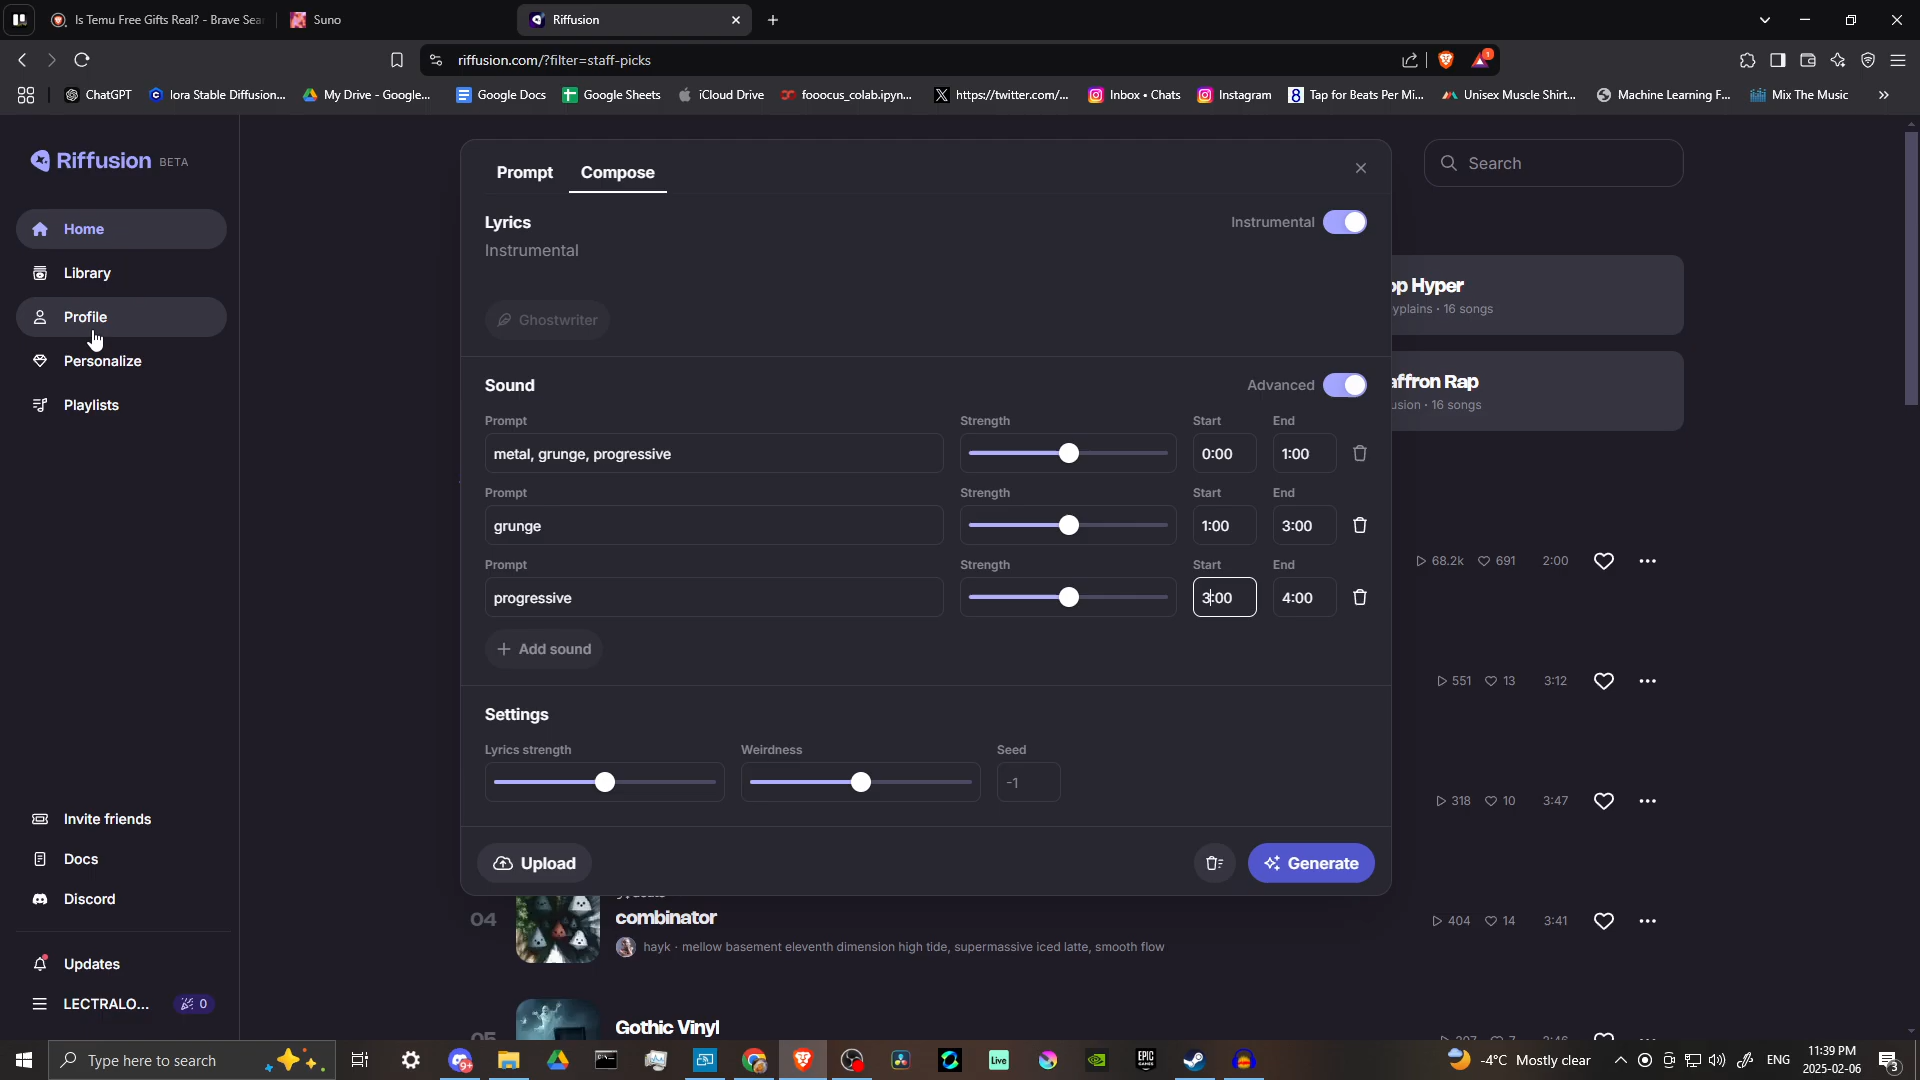 Is Temu Free Gifts Real? - Brave Sea
Suno
Riffusion
riffusion.com/?filter=staff-picks
1
ChatGPT
lora Stable Diffusion...
My Drive - Google...
Google Docs
Google Sheets
iCloud Drive
fooocus_colab.ipyn...
https://twitter.com/...
Inbox • Chats
Instagram
8 Tap for Beats Per Mi...
Unisex Muscle Shirt...
Machine Learning F...
Mix The Music
»
Riffusion BETA
Home
Library
Profile
Personalize
Playlists
Invite friends
Docs
Discord
Updates
LECTRALO... 0
Prompt Compose
Search
Lyrics
Instrumental
Instrumental
Ghostwriter
op Hyper
yplains • 16 songs
affron Rap
usion • 16 songs
Sound
Advanced
Prompt Strength Start End
metal, grunge, progressive 0:00 1:00
Prompt Strength Start End
grunge 1:00 3:00
Prompt Strength Start End
progressive 3:00 4:00
+ Add sound
Settings
Lyrics strength Weirdness Seed
-1
Upload
Generate
68.2k 691 2:00
551 13 3:12
318 10 3:47
04
combinator
hayk · mellow basement eleventh dimension high tide, supermassive iced latte, smooth flow
404 14 3:41
Gothic Vinyl
Type here to search
Live
EPIC GAMES
-4°C Mostly clear
ENG
11:39 PM
2025-02-06
3